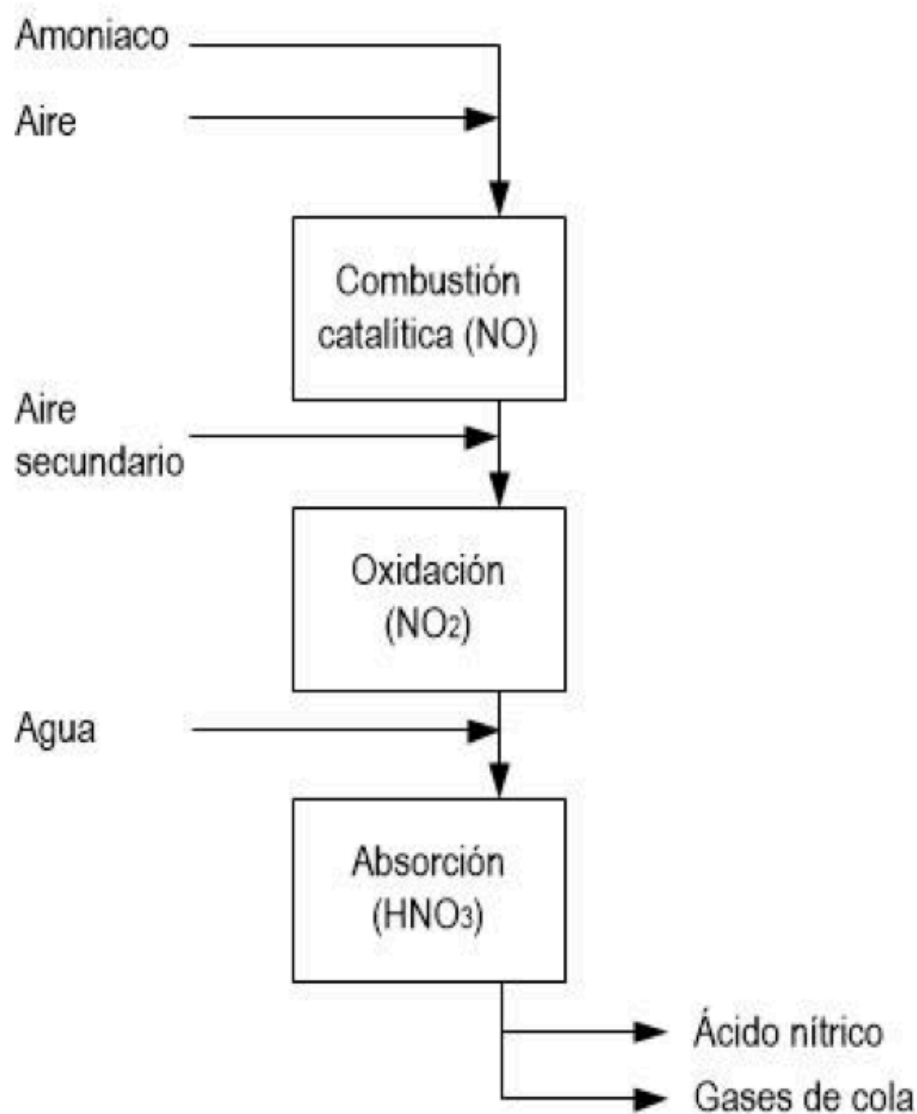 Amoniaco
Aire
Combustión
catalítica (NO)
Aire
secundario
Oxidación
(NO₂)
Agua
Absorción
(HNO₃)
Ácido nítrico
Gases de cola